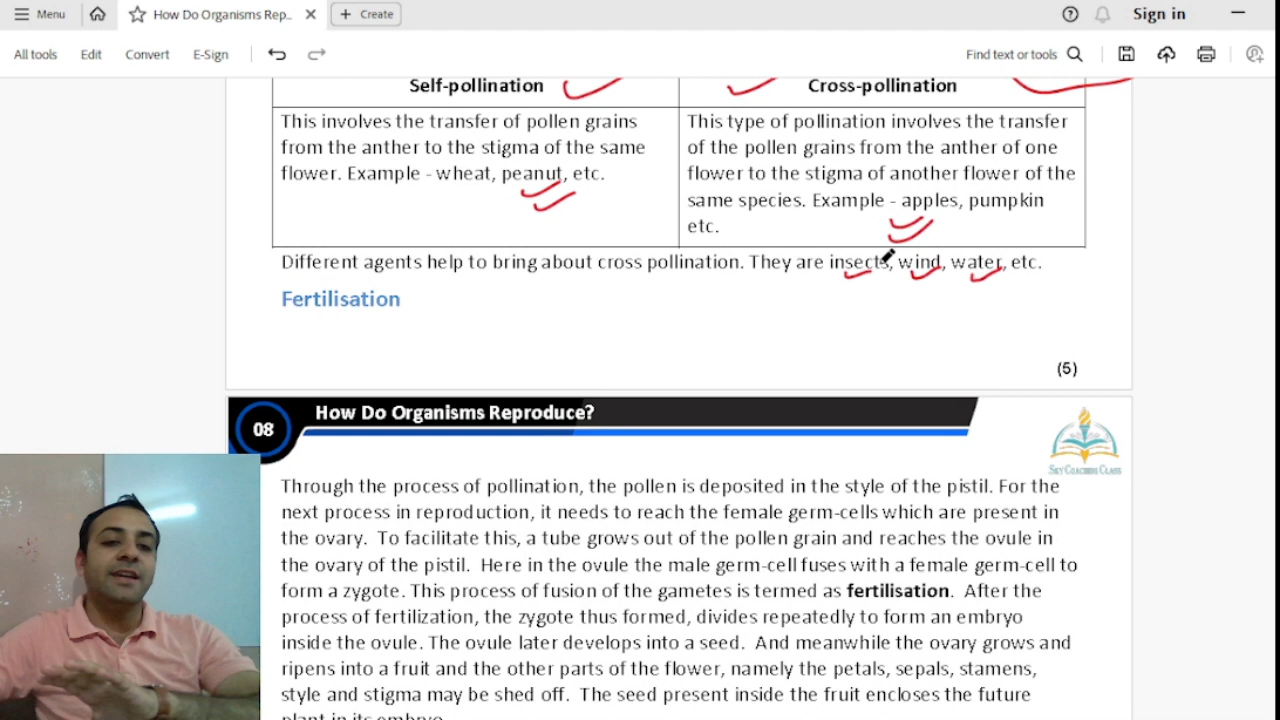 Menu
How Do Organisms Rep...
Create
Sign in
All tools
Edit
Convert
E-Sign
Find text or tools
Self-pollination
Cross-pollination
This involves the transfer of pollen grains
from the anther to the stigma of the same
flower. Example - wheat, peanut, etc.
This type of pollination involves the transfer
of the pollen grains from the anther of one
flower to the stigma of another flower of the
same species. Example - apples, pumpkin
etc.
Different agents help to bring about cross pollination. They are insects, wind, water, etc.
Fertilisation
(5)
08
How Do Organisms Reproduce?
SKY COACHING CLASS
Through the process of pollination, the pollen is deposited in the style of the pistil. For the
next process in reproduction, it needs to reach the female germ-cells which are present in
the ovary. To facilitate this, a tube grows out of the pollen grain and reaches the ovule in
the ovary of the pistil. Here in the ovule the male germ-cell fuses with a female germ-cell to
form a zygote. This process of fusion of the gametes is termed as fertilisation. After the
process of fertilization, the zygote thus formed, divides repeatedly to form an embryo
inside the ovule. The ovule later develops into a seed. And meanwhile the ovary grows and
ripens into a fruit and the other parts of the flower, namely the petals, sepals, stamens,
style and stigma may be shed off. The seed present inside the fruit encloses the future
plant in its embryo.